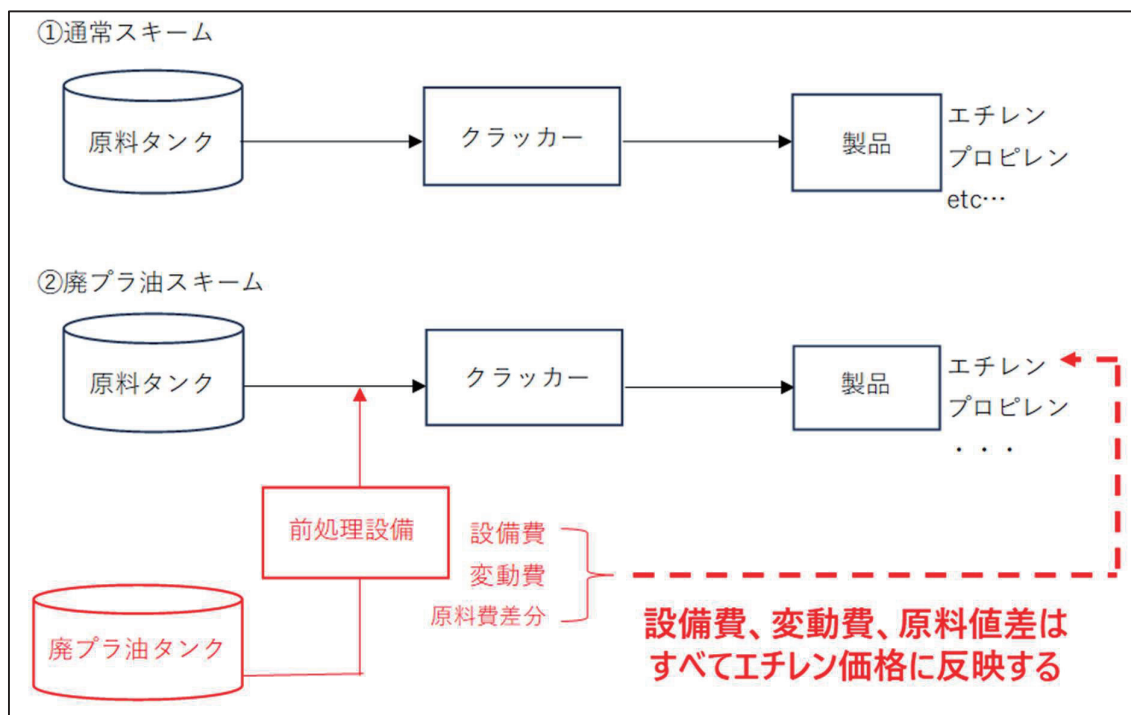 ①通常スキーム
原料タンク
クラッカー
製品
エチレン
プロピレン
etc…
②廃プラ油スキーム
原料タンク
クラッカー
製品
エチレン
プロピレン
・・・
前処理設備
設備費
変動費
原料費差分
廃プラ油タンク
設備費、変動費、原料値差は
すべてエチレン価格に反映する